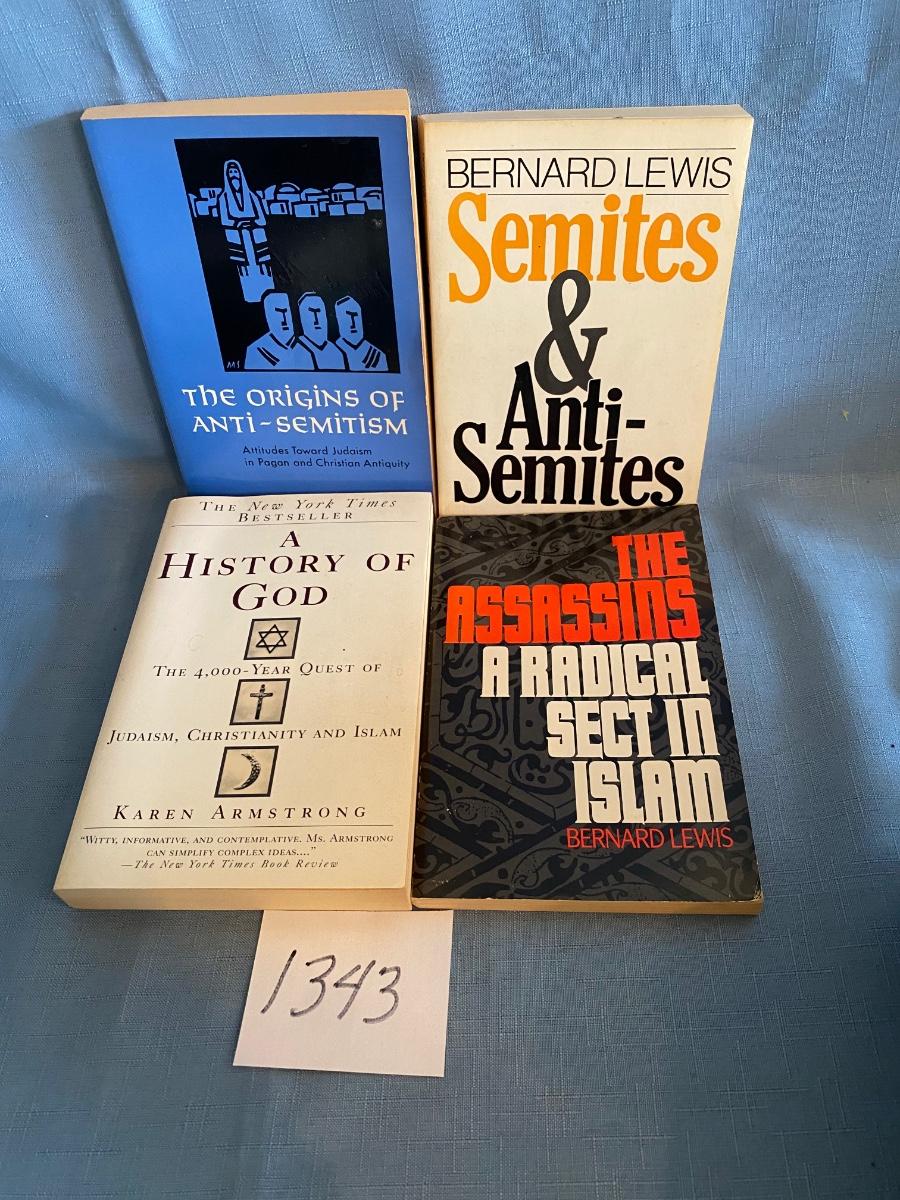 MS
THE ORIGINS OF
ANTI-SEMITISM
Attitudes Toward Judaism
in Pagan and Christian Antiquity
BERNARD LEWIS
Semites
&
Anti-
Semites
THE New York Times
BESTSELLER
A
HISTORY OF
GOD
THE 4,000-YEAR QUEST OF
JUDAISM, CHRISTIANITY AND ISLAM
KAREN ARMSTRONG
"WITTY, INFORMATIVE, AND CONTEMPLATIVE. MS. ARMSTRONG
CAN SIMPLIFY COMPLEX IDEAS...."
—The New York Times Book Review
THE
ASSASSINS
A RADICAL
SECT IN
ISLAM
BERNARD LEWIS
1343